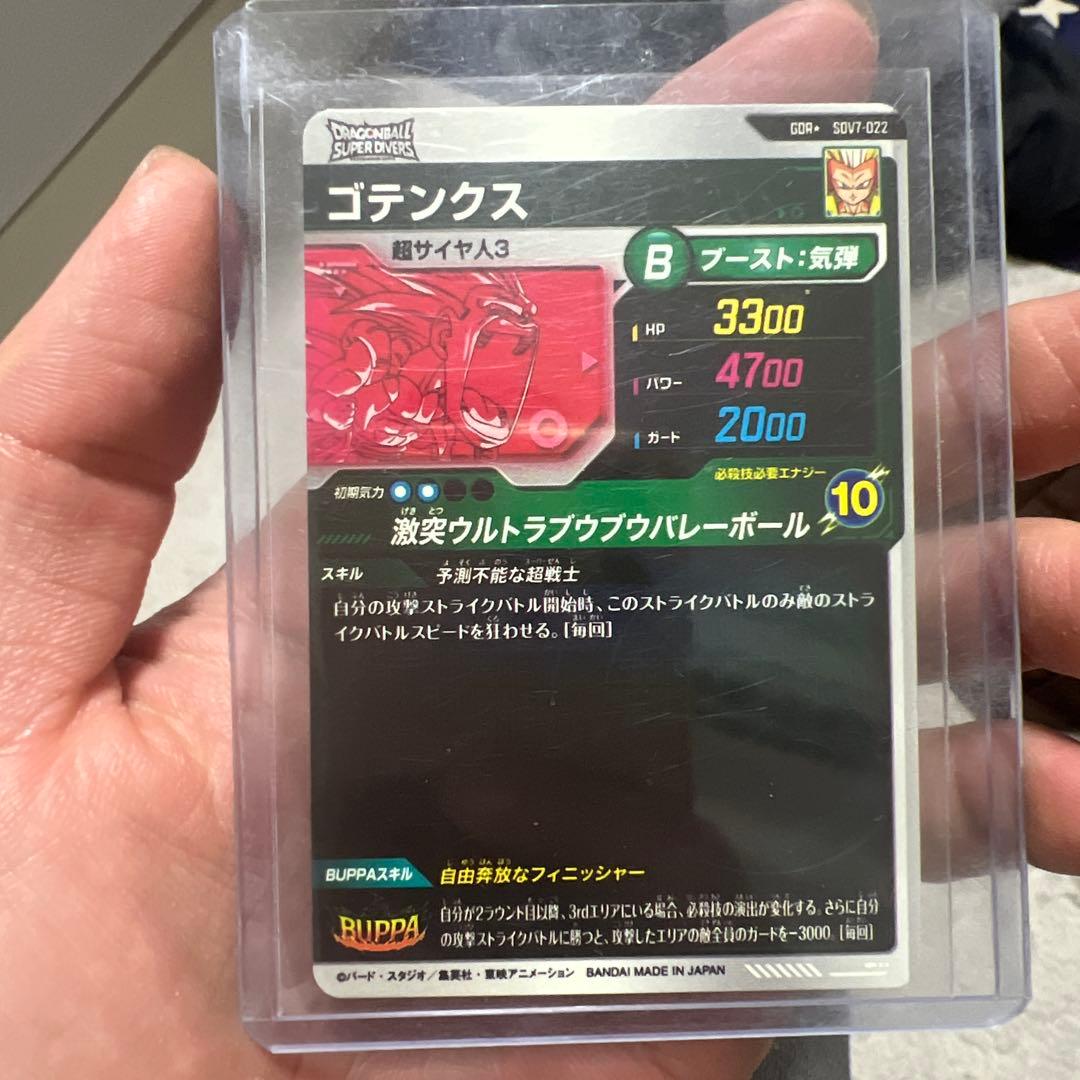 DRAGONBALL
SUPER DIVERS
GDR★ SDV7-022
ゴテンクス
超サイヤ人3
B ブースト:気弾
HP 3300
パワー 4700
ガード 2000
必殺技必要エナジー
10
初期気力
激突ウルトラブウブウバレーボール
スキル 予測不能な超戦士
自分の攻撃ストライクバトル開始時、このストライクバトルのみ敵のストラ
イクバトルスピードを狂わせる。[毎回]
BUPPAスキル 自由奔放なフィニッシャー
BUPPA
自分が2ラウンド目以降、3rdエリアにいる場合、必殺技の演出が変化する。さらに自分
の攻撃ストライクバトルに勝つと、攻撃したエリアの敵全員のガードを-3000。[毎回]
©バード・スタジオ/集英社・東映アニメーション BANDAI MADE IN JAPAN